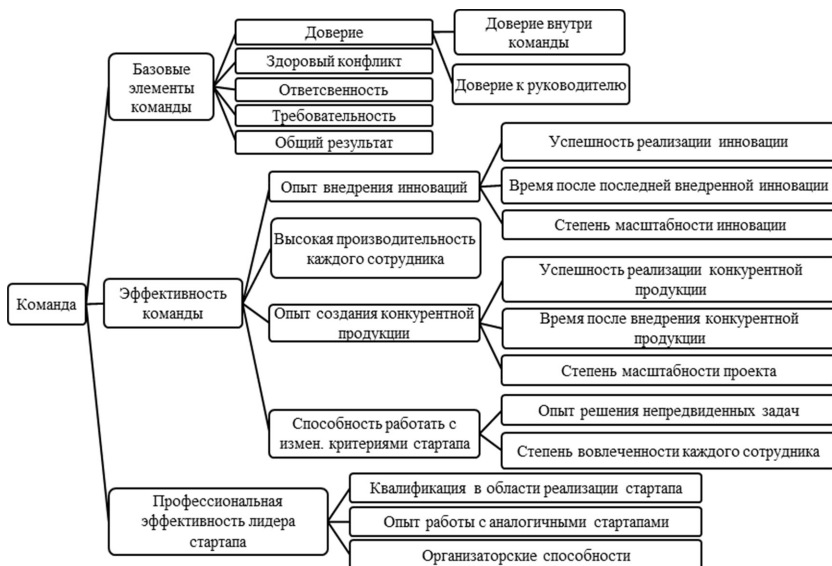 Команда
Базовые
элементы
команды
Доверие
Доверие внутри
команды
Доверие к руководителю
Здоровый конфликт
Ответсвенность
Требовательность
Общий результат
Эффективность
команды
Опыт внедрения инноваций
Успешность реализации инновации
Время после последней внедренной инновации
Степень масштабности инновации
Высокая производительность
каждого сотрудника
Опыт создания конкурентной
продукции
Успешность реализации конкурентной
продукции
Время после внедрения конкурентной
продукции
Степень масштабности проекта
Способность работать с
измен. критериями стартапа
Опыт решения непредвиденных задач
Степень вовлеченности каждого сотрудника
Профессиональная
эффективность лидера
стартапа
Квалификация в области реализации стартапа
Опыт работы с аналогичными стартапами
Организаторские способности